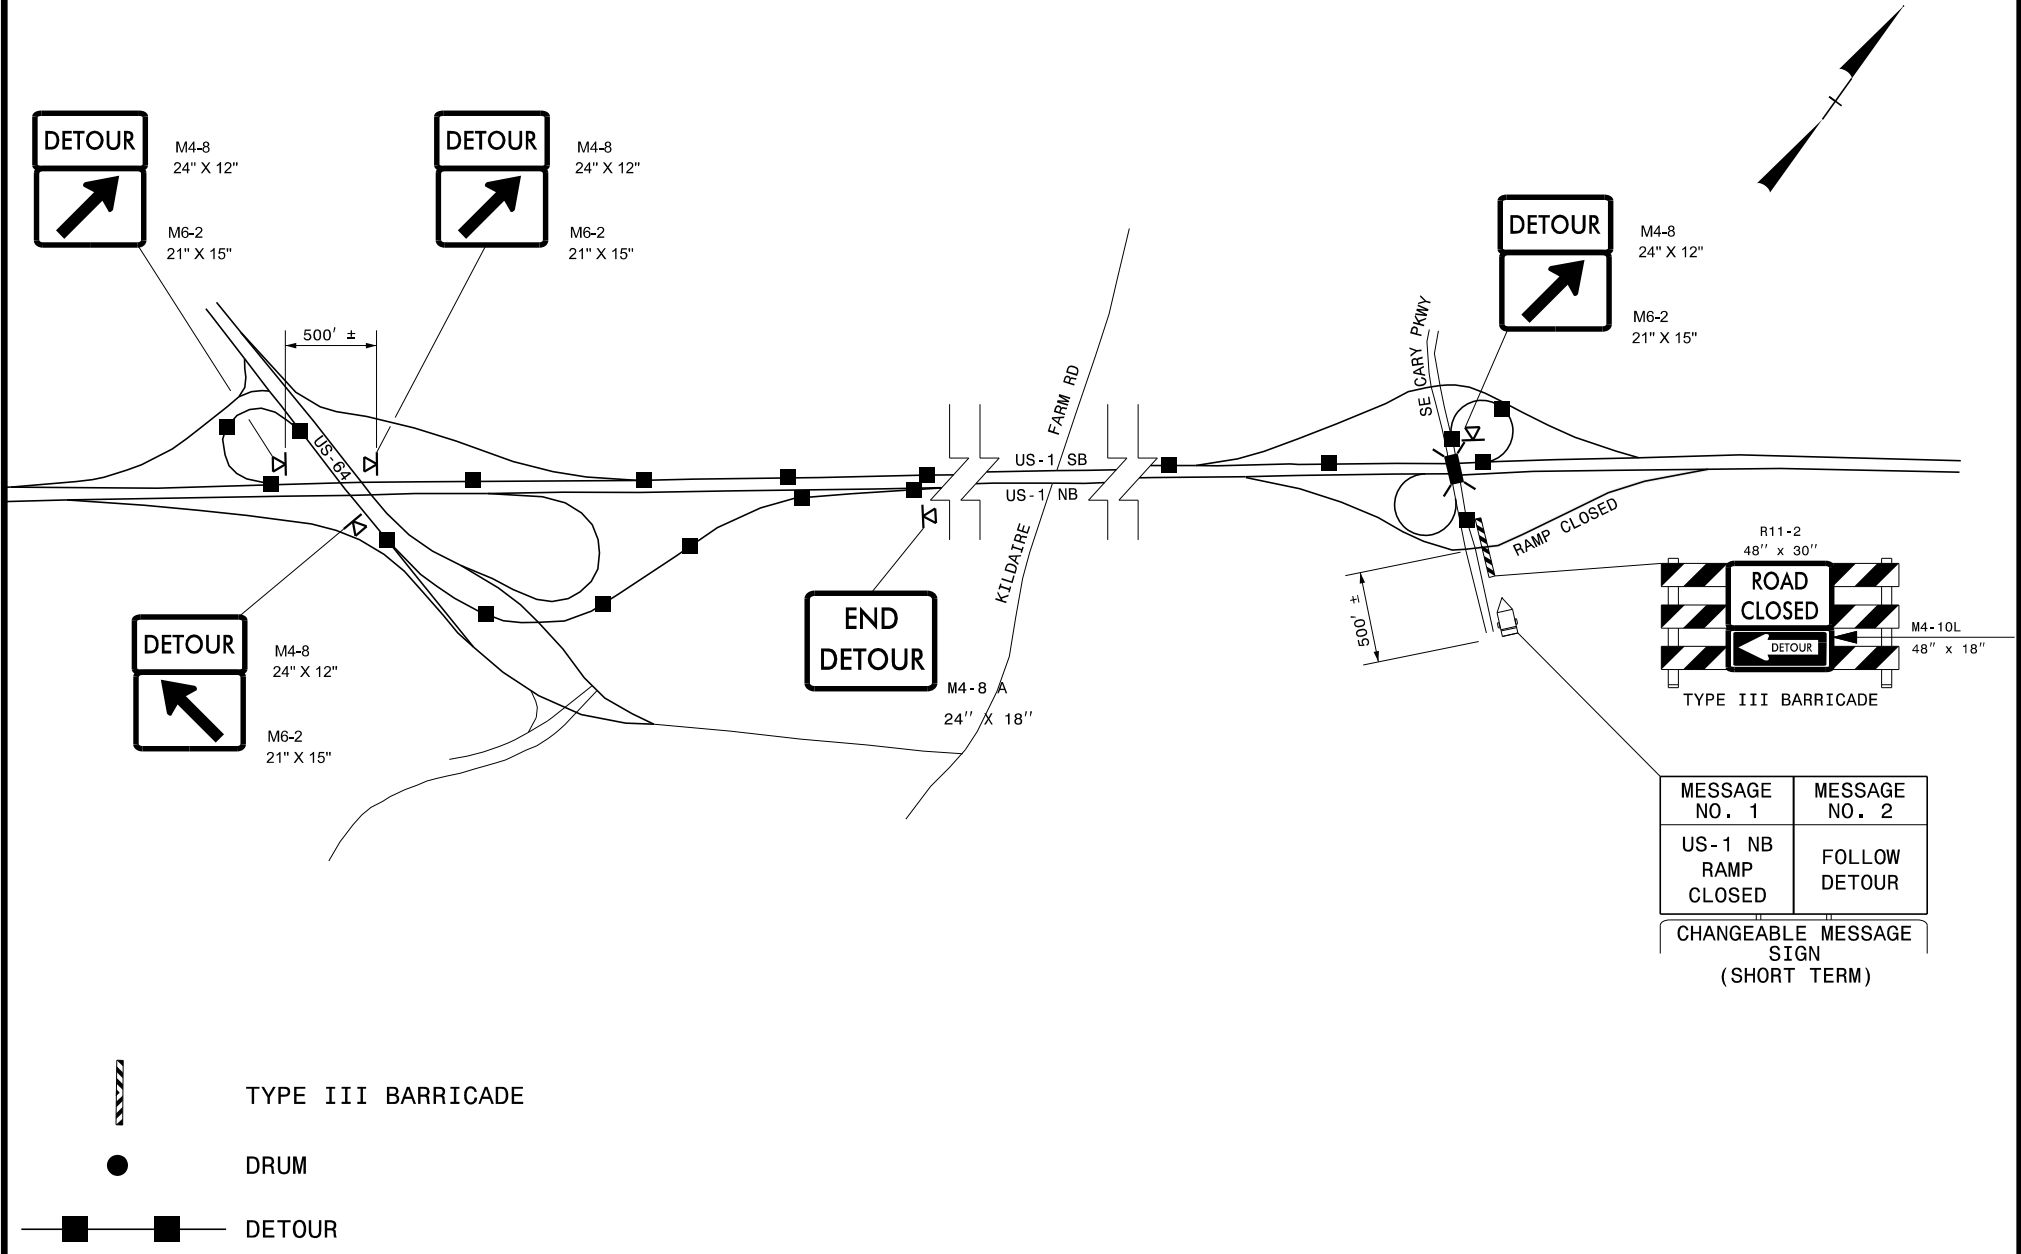 DETOUR
M4-8
24" X 12"
M6-2
21" X 15"
DETOUR
M4-8
24" X 12"
M6-2
21" X 15"
DETOUR
M4-8
24" X 12"
M6-2
21" X 15"
500' ±
US-64
FARM RD
KILDAIRE
US-1 SB
US-1 NB
SE CARY PKWY
RAMP CLOSED
500' ±
R11-2
48'' x 30''
ROAD
CLOSED
DETOUR
M4-10L
48" x 18"
TYPE III BARRICADE
END
DETOUR
M4-8 A
24'' X 18''
DETOUR
M4-8
24" X 12"
M6-2
21" X 15"
MESSAGE
NO. 1
MESSAGE
NO. 2
US-1 NB
RAMP
CLOSED
FOLLOW
DETOUR
CHANGEABLE MESSAGE
SIGN
(SHORT TERM)
TYPE III BARRICADE
DRUM
DETOUR